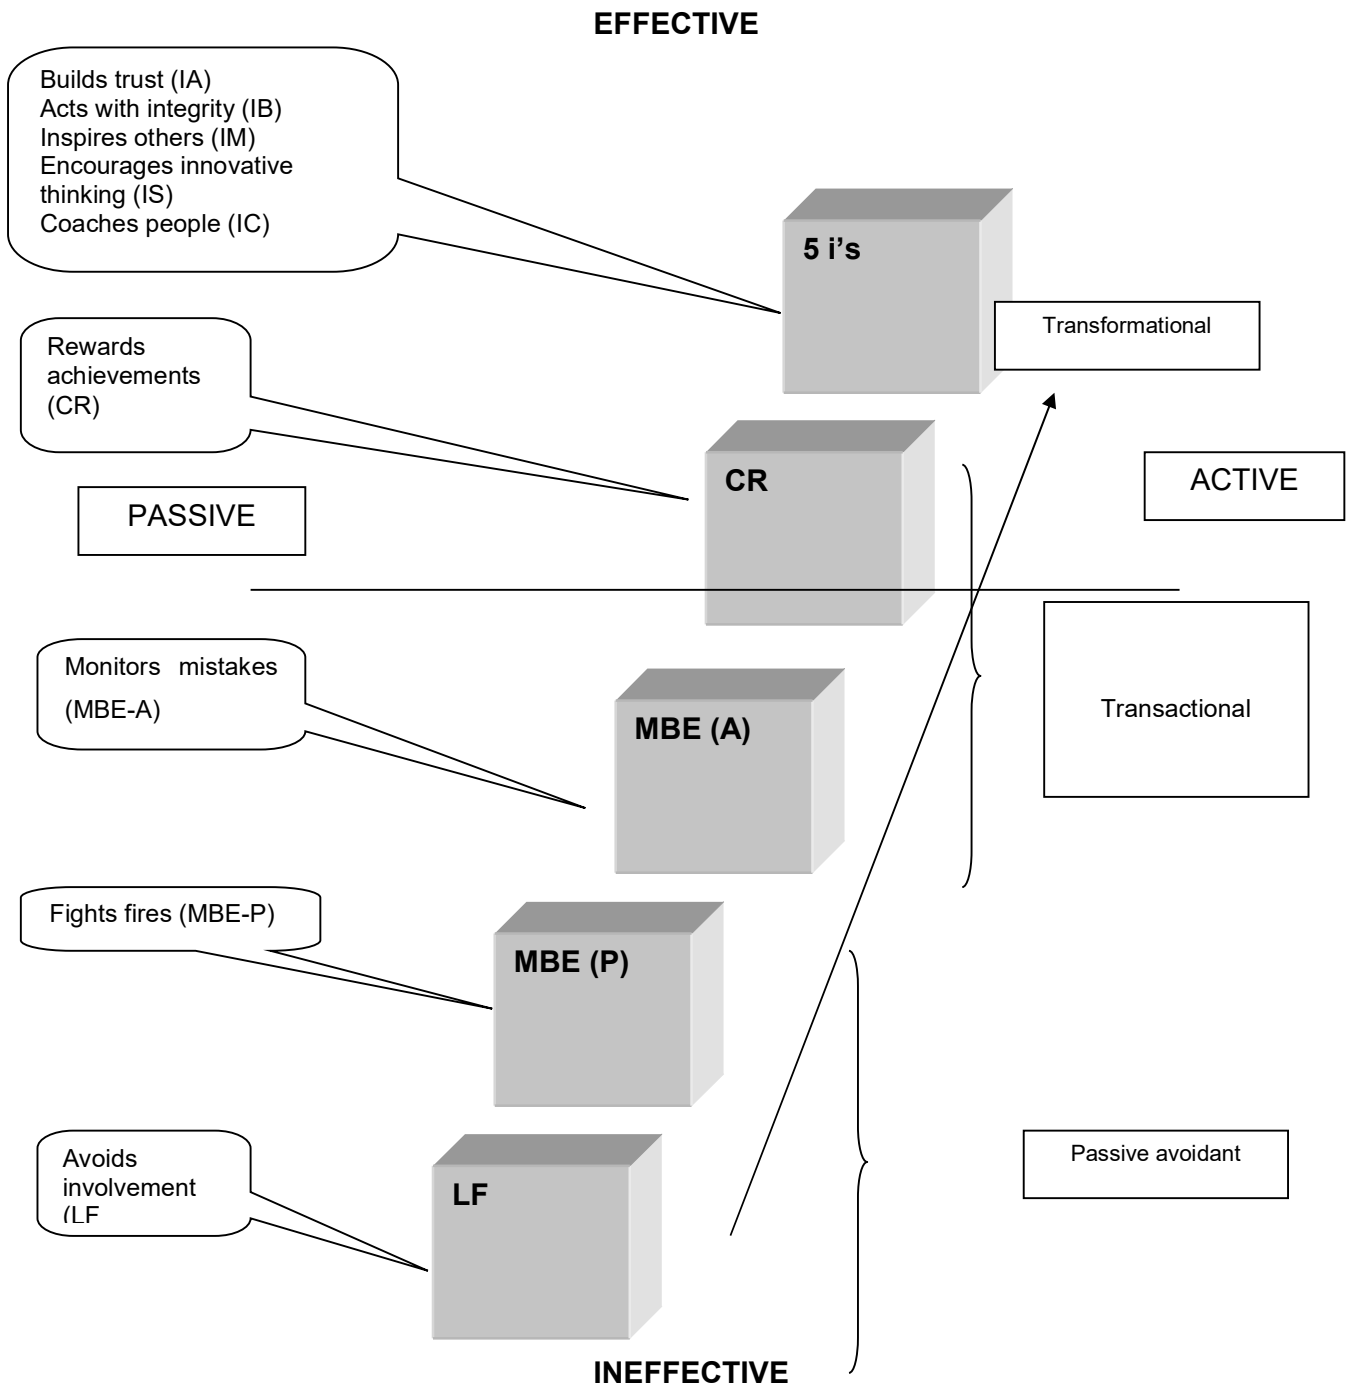 EFFECTIVE
Builds trust (IA)
Acts with integrity (IB)
Inspires others (IM)
Encourages innovative
thinking (IS)
Coaches people (IC)
5 i's
Transformational
Rewards
achievements
(CR)
CR
ACTIVE
PASSIVE
Monitors mistakes
(MBE-A)
MBE (A)
Transactional
Fights fires (MBE-P)
MBE (P)
Avoids
involvement
(LF
LF
Passive avoidant
INEFFECTIVE